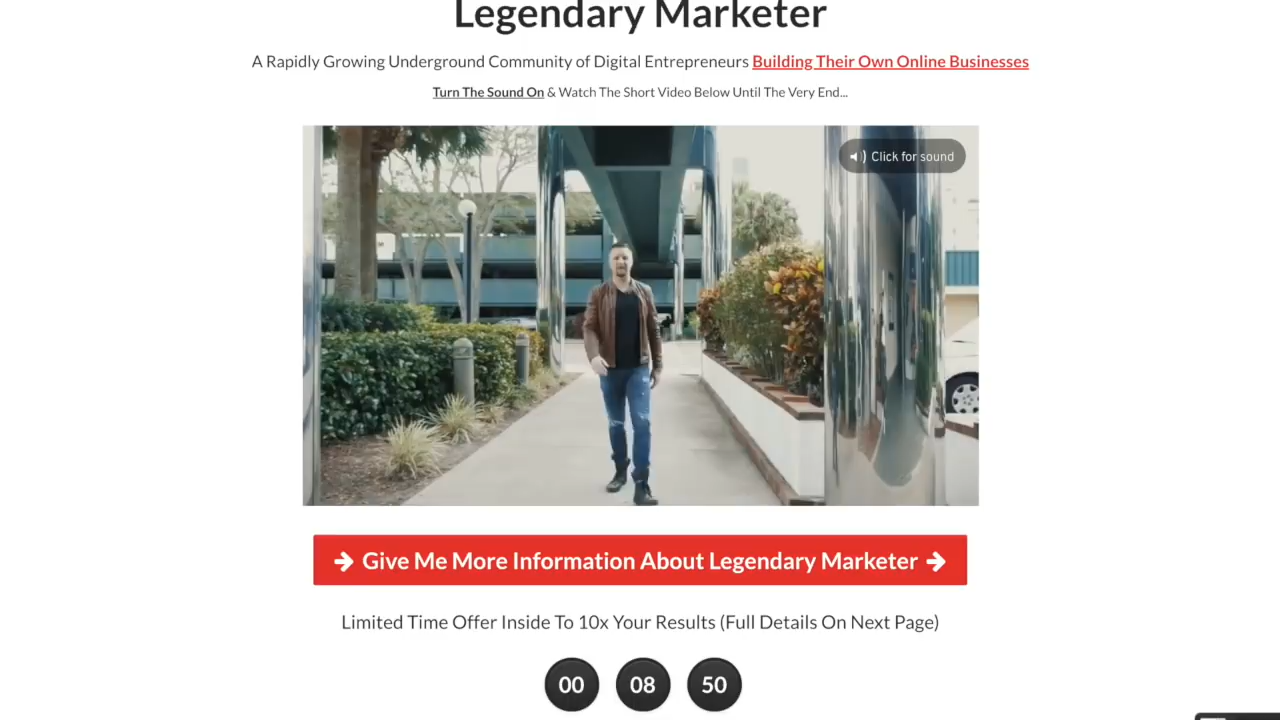 Legendary Marketer
A Rapidly Growing Underground Community of Digital Entrepreneurs Building Their Own Online Businesses
Turn The Sound On & Watch The Short Video Below Until The Very End...
Click for sound
Give Me More Information About Legendary Marketer
Limited Time Offer Inside To 10x Your Results (Full Details On Next Page)
00 08 50